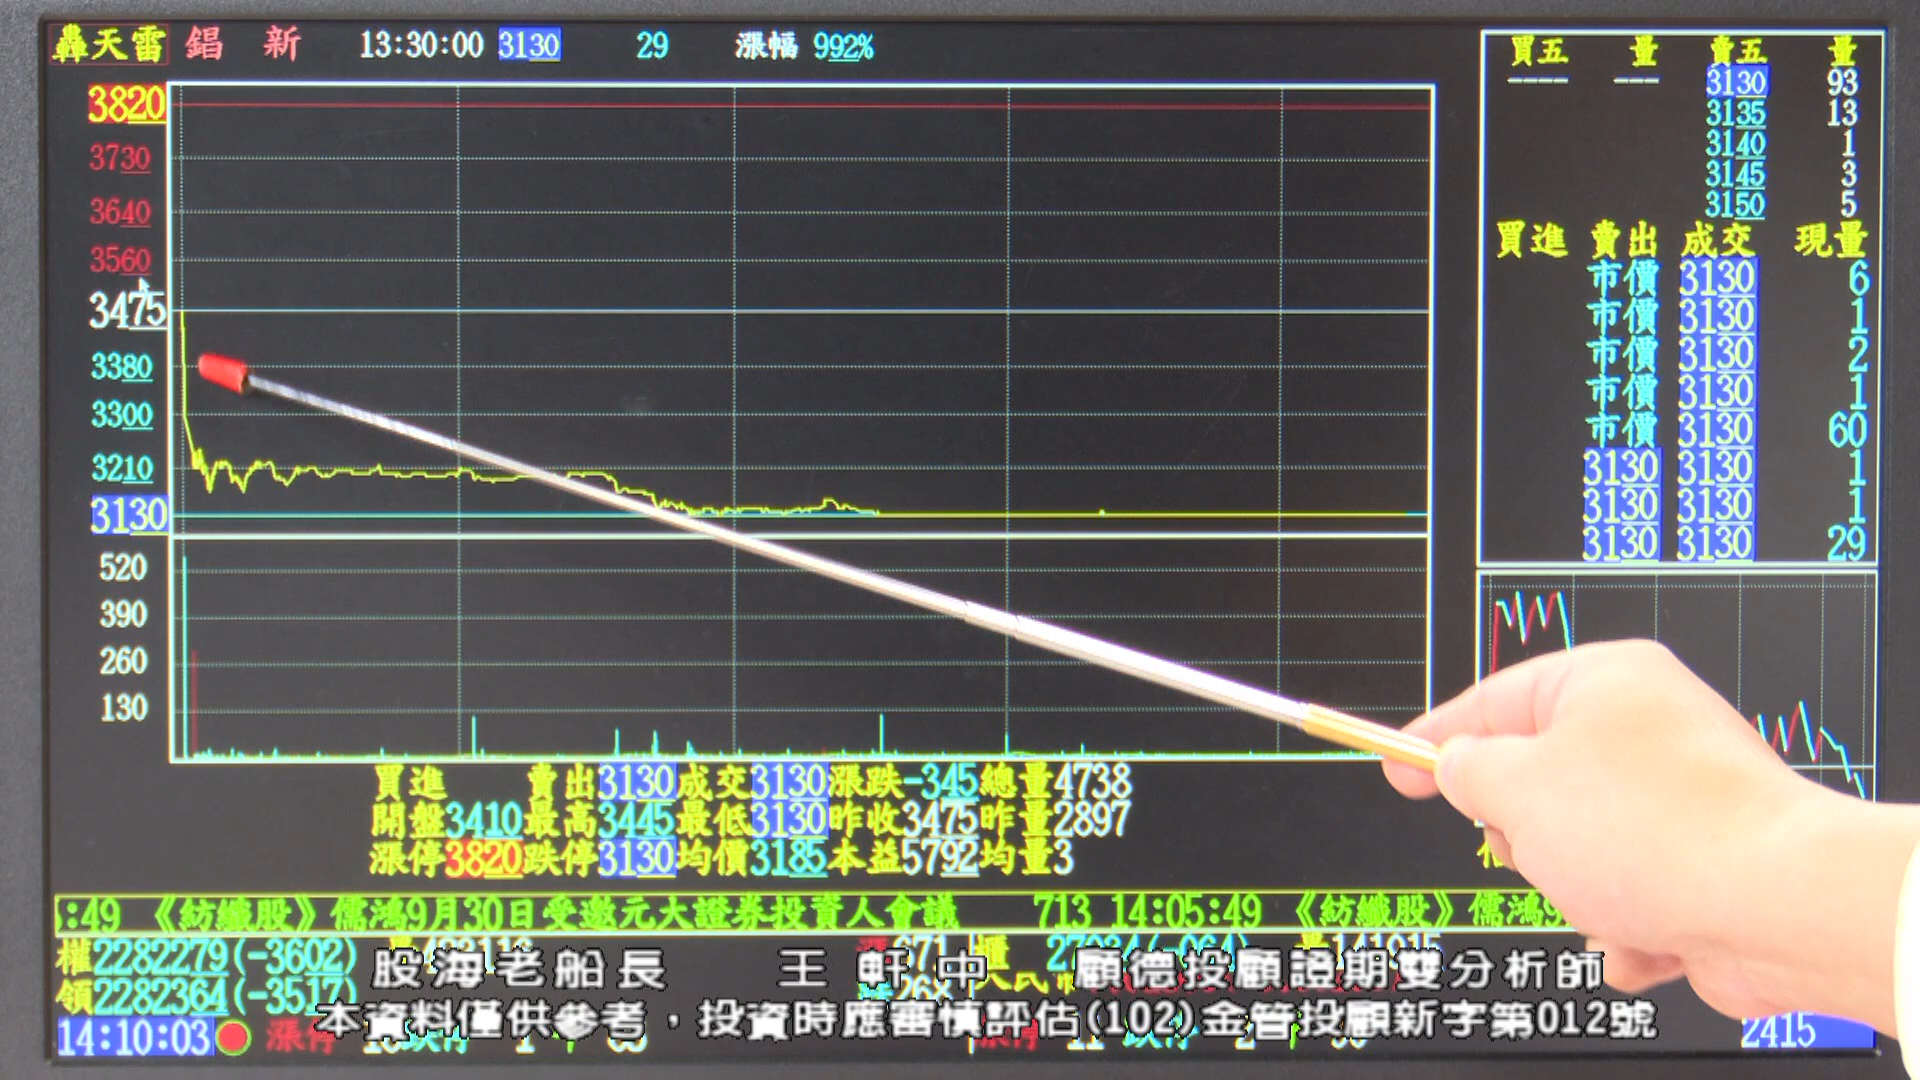 轟天雷 錩 新 13:30:00 3130 29 漲幅 992%
3820
3730
3640
3560
3475
3380
3300
3210
3130
520
390
260
130
買五 量 賣五 量
---- --- 3130 93
3135 13
3140 1
3145 3
3150 5
買進 賣出 成交 現量
市價 3130 6
市價 3130 1
市價 3130 2
市價 3130 1
市價 3130 60
3130 3130 1
3130 3130 1
3130 3130 29
買進 賣出3130成交3130漲跌-345總量4738
開盤3410最高3445最低3130昨收3475昨量2897
漲停3820跌停3130均價3185本益5792均量3
:49 《紡纖股》儒鴻9月30日受邀元大證券投資人會議 713 14:05:49 《紡纖股》儒鴻9
權2282279(-3602)
領2282364(-3517)
股海老船長 王軒中 顧德投顧證期雙分析師
本資料僅供參考，投資時應審慎評估(102)金管投顧新字第012號
14:10:03 漲停 2415